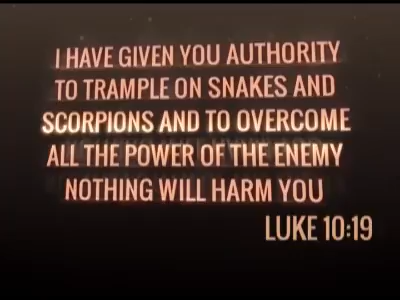 I HAVE GIVEN YOU AUTHORITY
TO TRAMPLE ON SNAKES AND
SCORPIONS AND TO OVERCOME
ALL THE POWER OF THE ENEMY
NOTHING WILL HARM YOU
LUKE 10:19